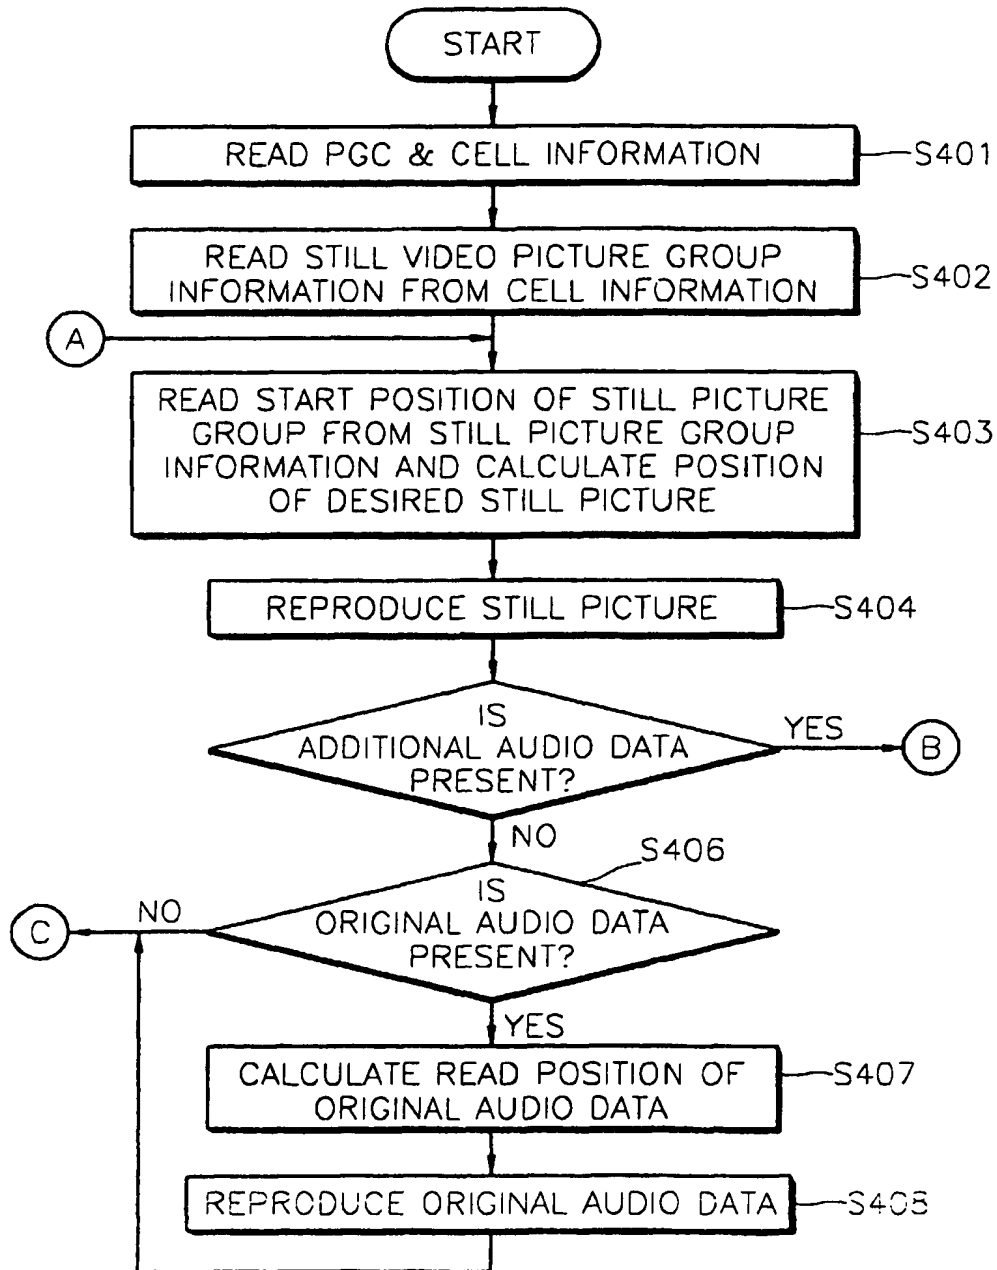 START
READ PGC & CELL INFORMATION
S401
READ STILL VIDEO PICTURE GROUP
INFORMATION FROM CELL INFORMATION
S402
A
READ START POSITION OF STILL PICTURE
GROUP FROM STILL PICTURE GROUP
INFORMATION AND CALCULATE POSITION
OF DESIRED STILL PICTURE
S403
REPRODUCE STILL PICTURE
S404
IS
ADDITIONAL AUDIO DATA
PRESENT?
YES
B
NO
S406
IS
ORIGINAL AUDIO DATA
PRESENT?
NO
C
YES
CALCULATE READ POSITION OF
ORIGINAL AUDIO DATA
S407
REPRODUCE ORIGINAL AUDIO DATA
S408